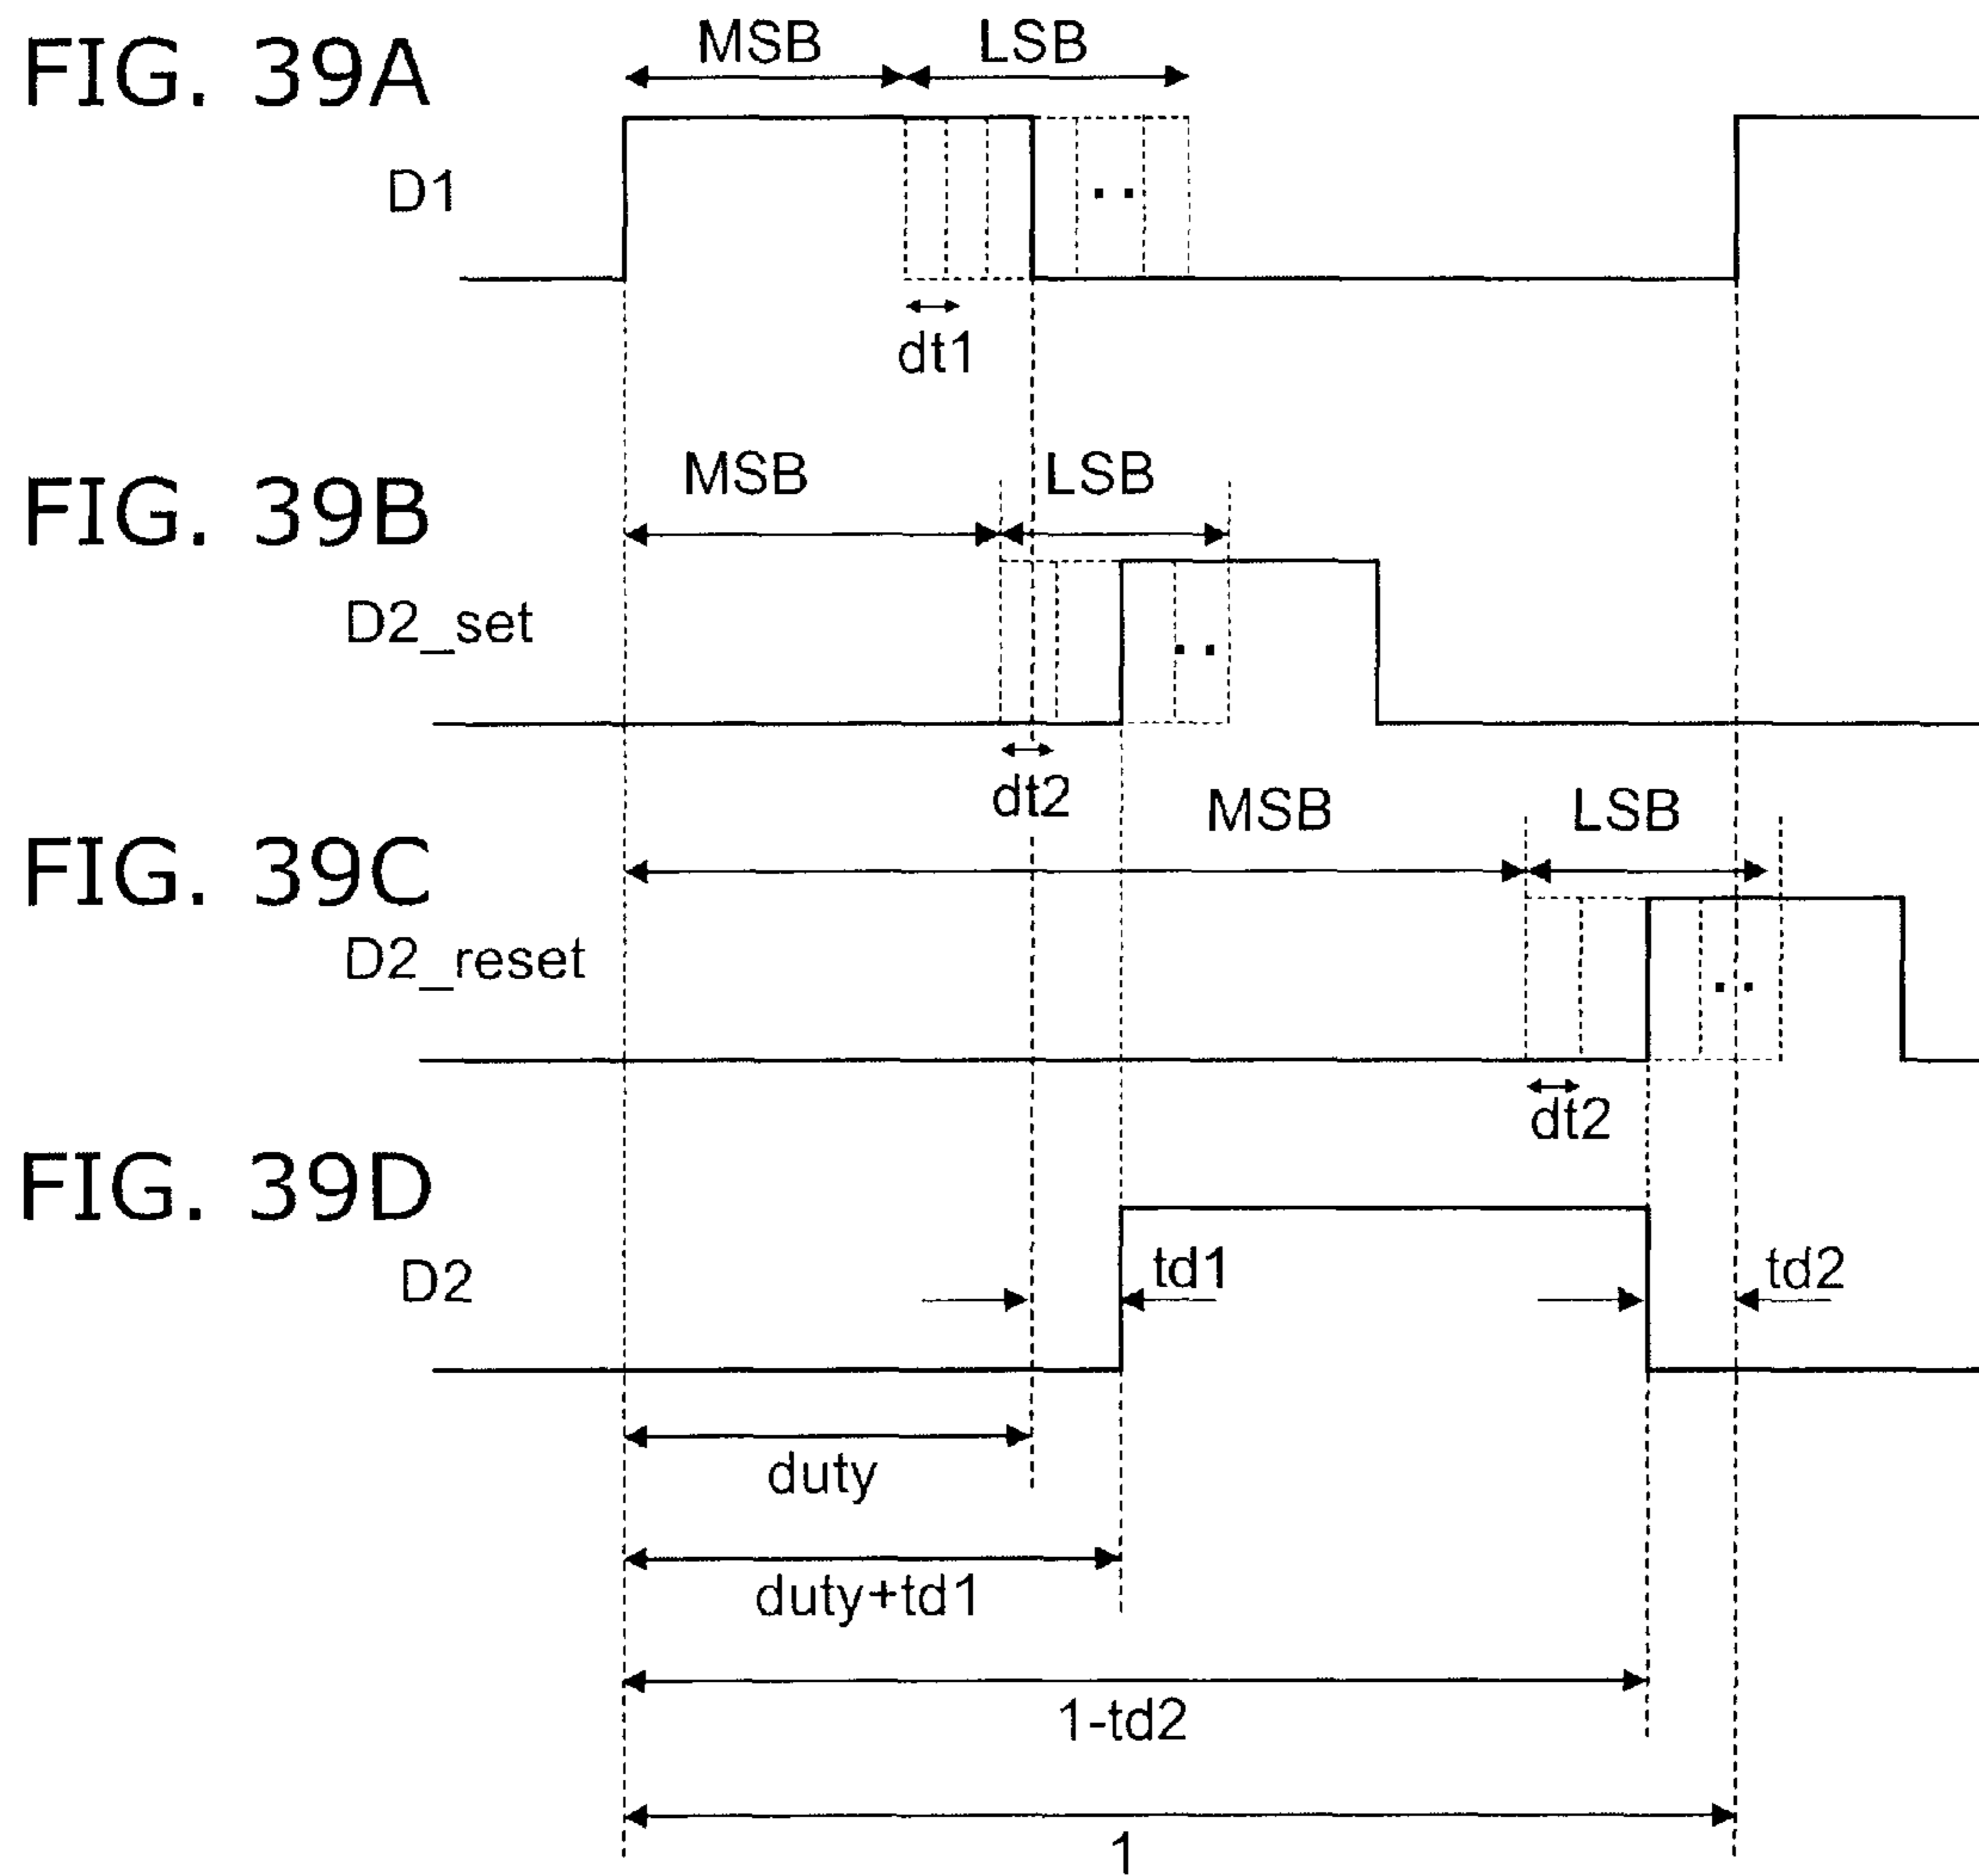 FIG. 39A
MSB LSB
D1
dt1
FIG. 39B
MSB LSB
D2_set
dt2
FIG. 39C
MSB LSB
D2_reset
dt2
FIG. 39D
D2
td1 td2
duty
duty+td1
1-td2
1